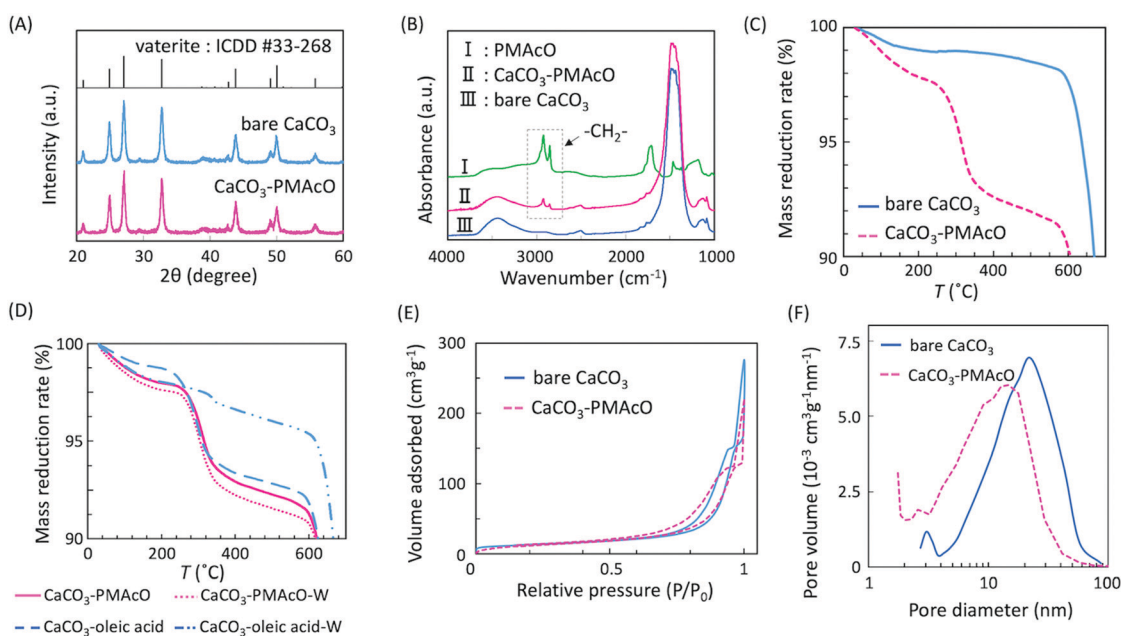 (A)
Intensity (a.u.)
vaterite : ICDD #33-268
bare CaCO₃
CaCO₃-PMAcO
20 30 40 50 60
2θ (degree)
(B)
Absorbance (a.u.)
Ⅰ : PMAcO
Ⅱ : CaCO₃-PMAcO
Ⅲ : bare CaCO₃
-CH₂-
Ⅰ
Ⅱ
Ⅲ
4000 3000 2000 1000
Wavenumber (cm⁻¹)
(C)
Mass reduction rate (%)
100
98
95
93
90
bare CaCO₃
CaCO₃-PMAcO
0 200 400 600
T (˚C)
(D)
Mass reduction rate (%)
100
95
90
0 200 400 600
T (˚C)
CaCO₃-PMAcO
CaCO₃-PMAcO-W
CaCO₃-oleic acid
CaCO₃-oleic acid-W
(E)
Volume adsorbed (cm³g⁻¹)
300
200
100
0
bare CaCO₃
CaCO₃-PMAcO
0 0.5 1
Relative pressure (P/P₀)
(F)
Pore volume (10⁻³ cm³g⁻¹nm⁻¹)
7.5
5.0
2.5
0
bare CaCO₃
CaCO₃-PMAcO
1 10 100
Pore diameter (nm)